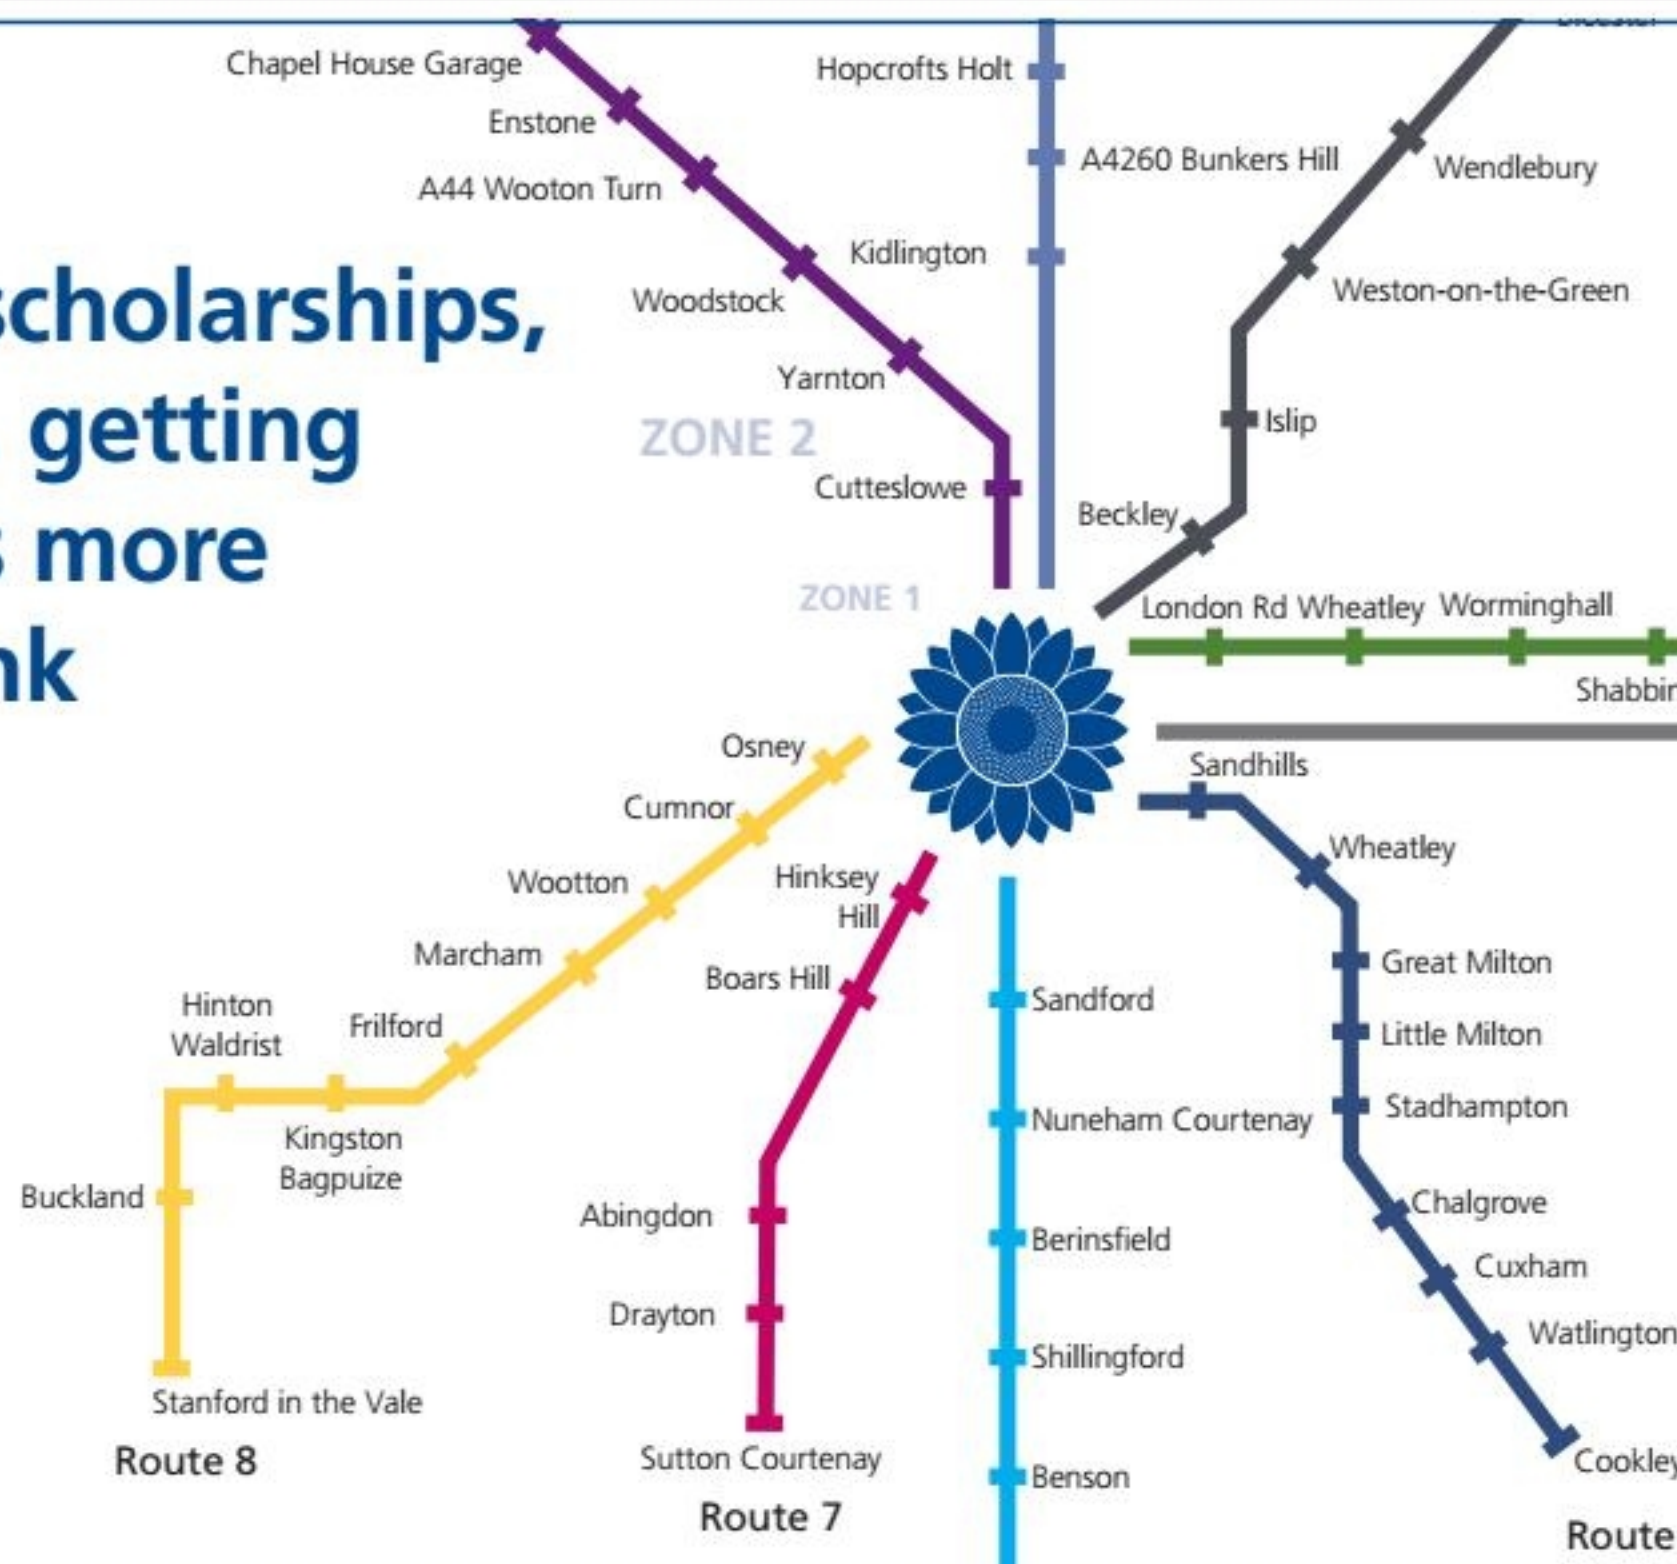 Chapel House Garage
Enstone
A44 Wooton Turn
Woodstock
Yarnton
Cutteslowe
Hopcrofts Holt
A4260 Bunkers Hill
Kidlington
Wendlebury
Weston-on-the-Green
Islip
Beckley
scholarships,
getting
more
ZONE 2
ZONE 1
London Rd Wheatley Worminghall
Sandhills
Wheatley
Great Milton
Little Milton
Stadhampton
Chalgrove
Cuxham
Watlington
Route
Osney
Cumnor
Wootton
Marcham
Frilford
Hinton
Waldrist
Kingston
Bagpuize
Buckland
Stanford in the Vale
Route 8
Hinksey
Hill
Boars Hill
Abingdon
Drayton
Sutton Courtenay
Route 7
Sandford
Nuneham Courtenay
Berinsfield
Shillingford
Benson